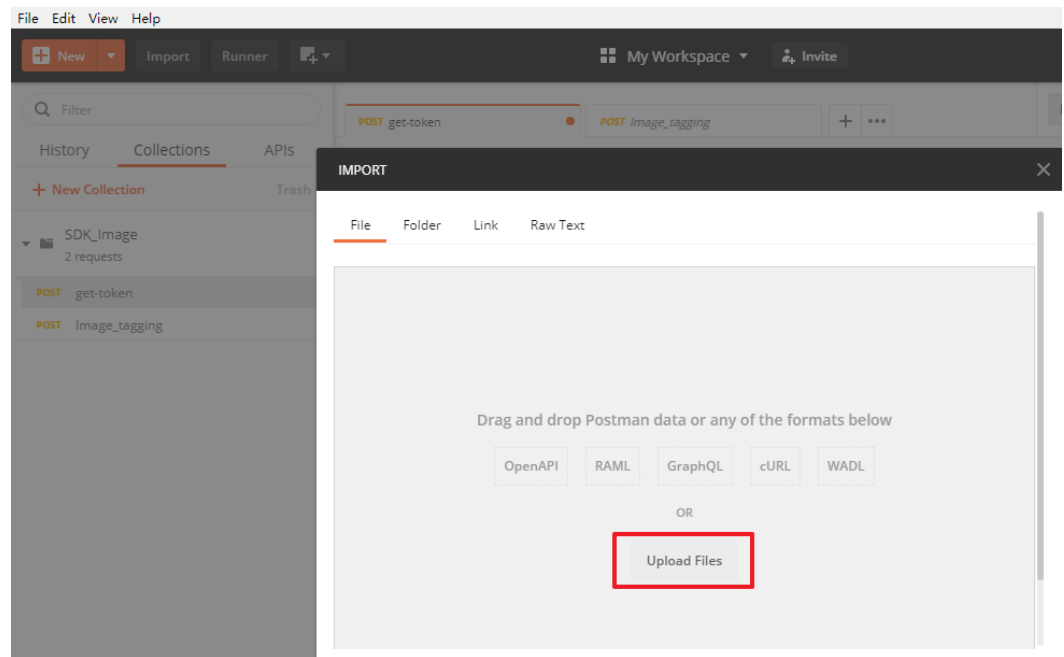 File Edit View Help
New Import Runner My Workspace Invite
Filter
POST get-token POST Image_tagging
History Collections APIs
IMPORT
+ New Collection Trash
File Folder Link Raw Text
SDK_Image
2 requests
POST get-token
POST Image_tagging
Drag and drop Postman data or any of the formats below
OpenAPI RAML GraphQL cURL WADL
OR
Upload Files